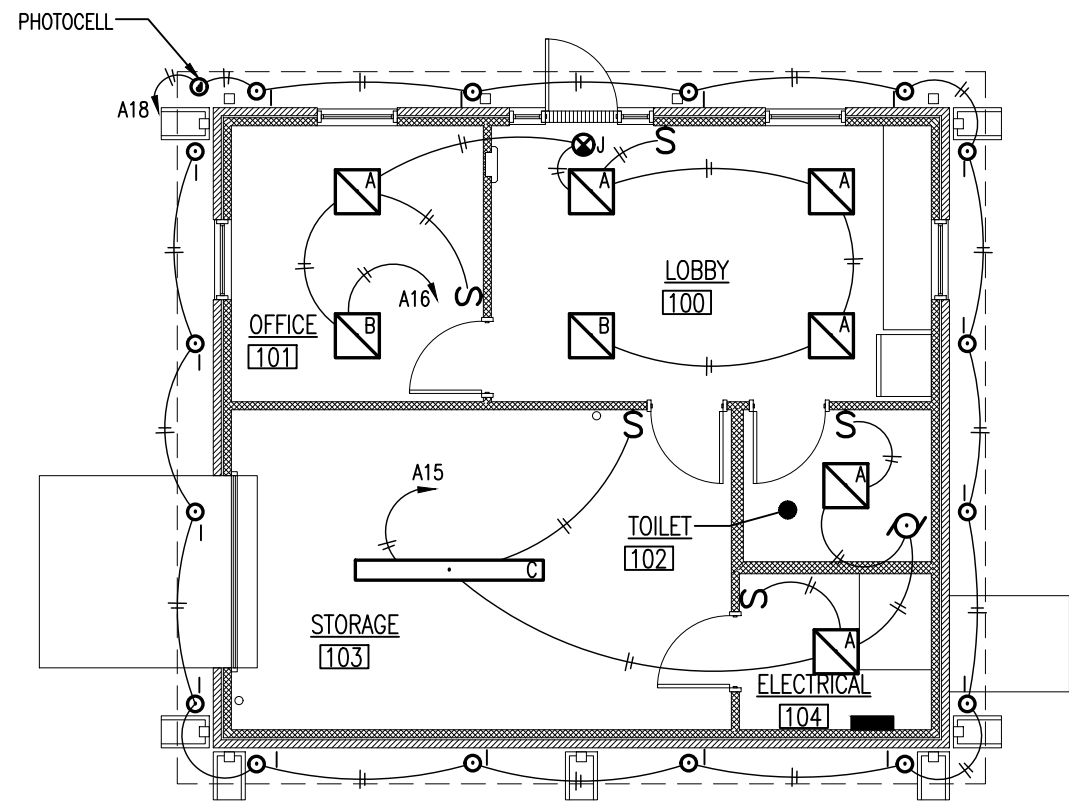 PHOTOCELL
A18
J
S
A
A
A
LOBBY
100
A16
S
OFFICE
101
B
B
A
S
S
A15
A
TOILET
102
C
S
STORAGE
103
A
ELECTRICAL
104